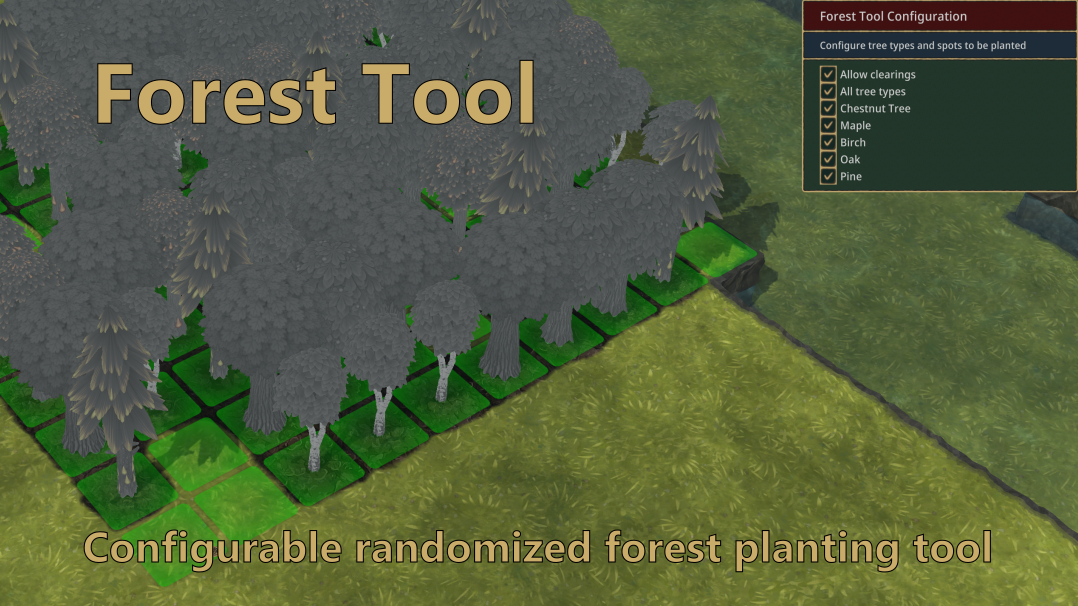 Forest Tool
Forest Tool Configuration
Configure tree types and spots to be planted
Allow clearings
All tree types
Chestnut Tree
Maple
Birch
Oak
Pine
Configurable randomized forest planting tool